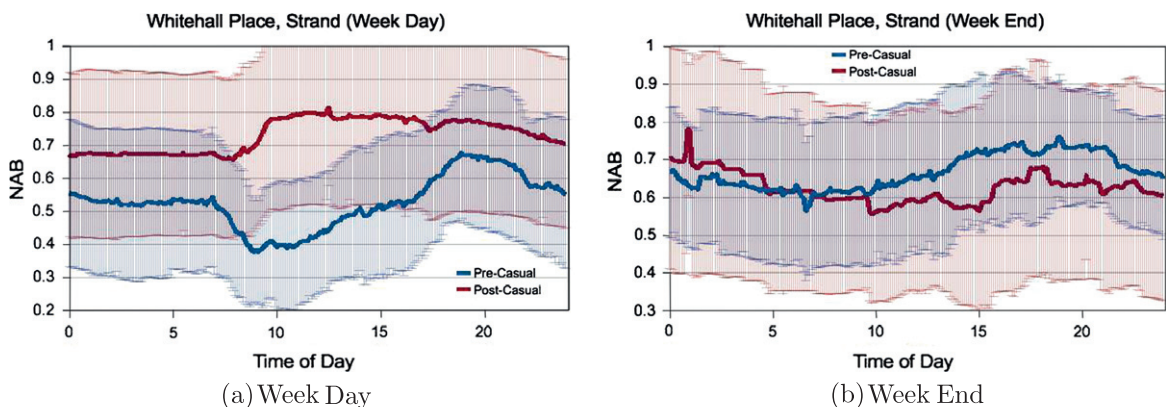 Whitehall Place, Strand (Week Day)
1
0.9
0.8
0.7
0.6
0.5
0.4
0.3
0.2
NAB
Pre-Casual
Post-Casual
0 5 10 15 20
Time of Day
(a) Week Day
Whitehall Place, Strand (Week End)
1
0.9
0.8
0.7
0.6
0.5
0.4
0.3
NAB
Pre-Casual
Post-Casual
0 5 10 15 20
Time of Day
(b) Week End